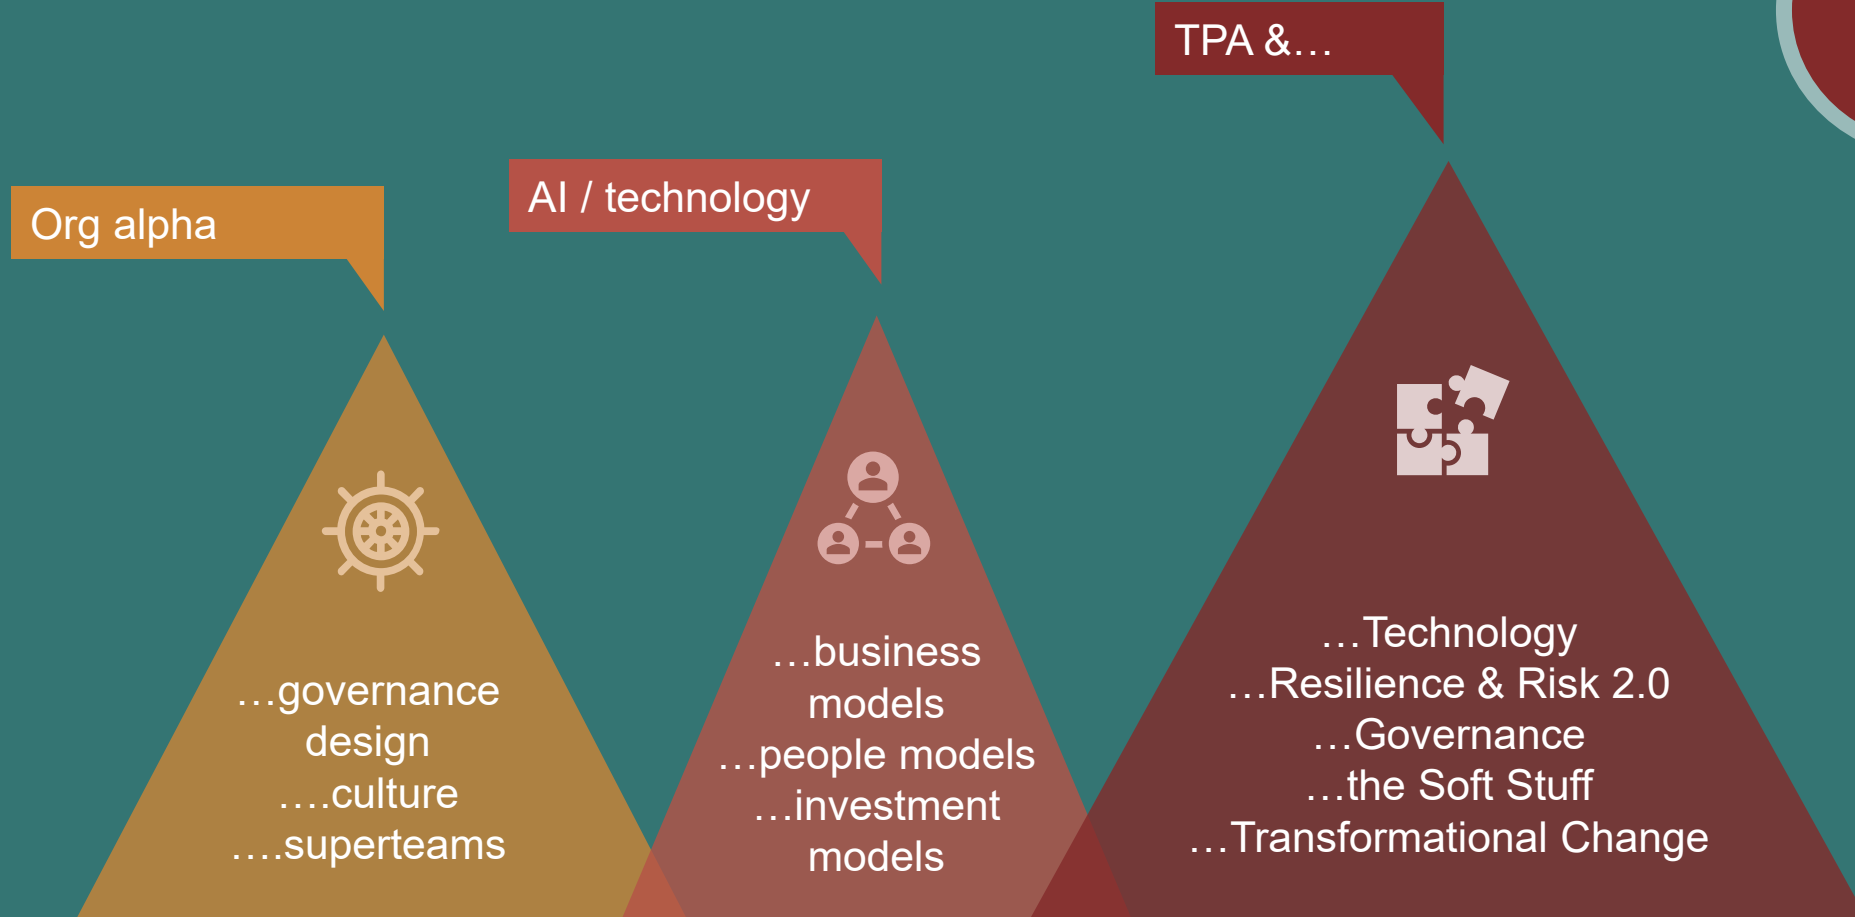 Org alpha
…governance
design
….culture
….superteams
AI / technology
…business
models
…people models
…investment
models
TPA &…
…Technology
…Resilience & Risk 2.0
…Governance
…the Soft Stuff
…Transformational Change